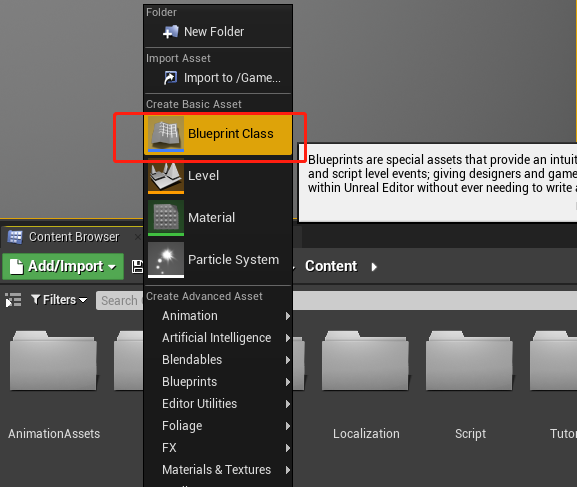 Folder
New Folder
Import Asset
Import to /Game...
Create Basic Asset
Blueprint Class
Level
Material
Particle System
Create Advanced Asset
Animation
Artificial Intelligence
Blendables
Blueprints
Editor Utilities
Foliage
FX
Materials & Textures
Blueprints are special assets that provide an
and script level events; giving designers and
within Unreal Editor without ever needing to write
Content Browser
Add/Import
Content
Filters
Search
AnimationAssets
Localization
Script